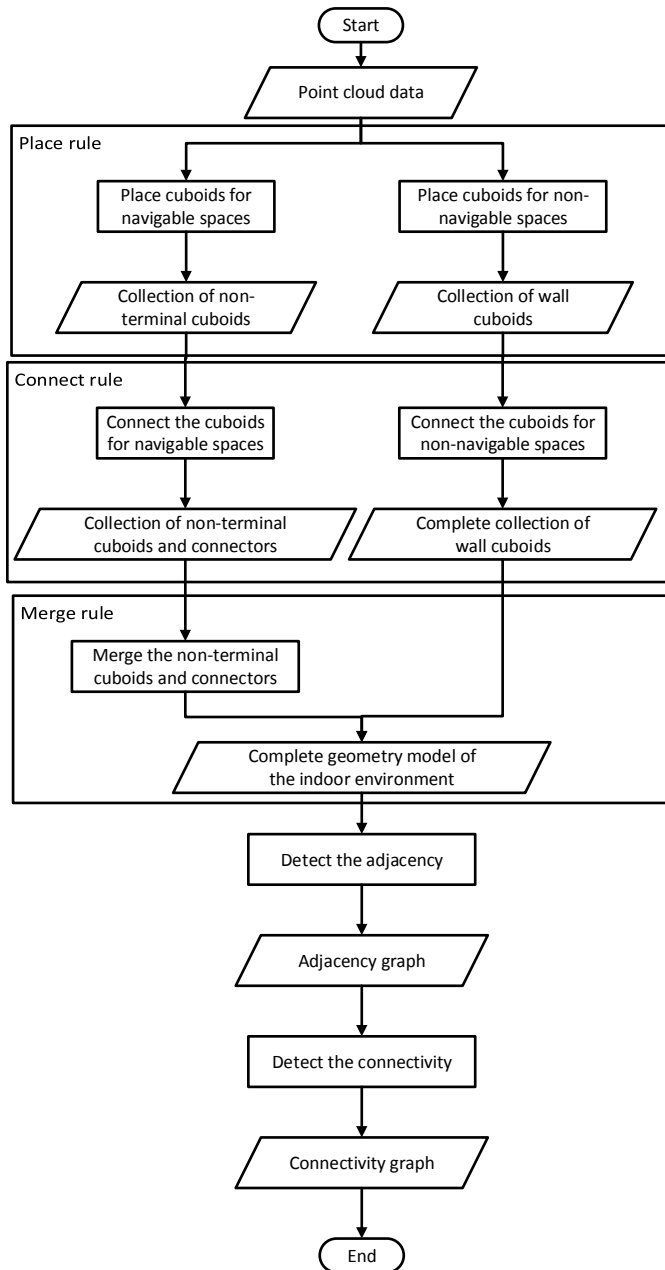 Start
Point cloud data
Place rule
Place cuboids for
navigable spaces
Place cuboids for non-
navigable spaces
Collection of non-
terminal cuboids
Collection of wall
cuboids
Connect rule
Connect the cuboids
for navigable spaces
Connect the cuboids for
non-navigable spaces
Collection of non-terminal
cuboids and connectors
Complete collection of
wall cuboids
Merge rule
Merge the non-terminal
cuboids and connectors
Complete geometry model of
the indoor environment
Detect the adjacency
Adjacency graph
Detect the connectivity
Connectivity graph
End